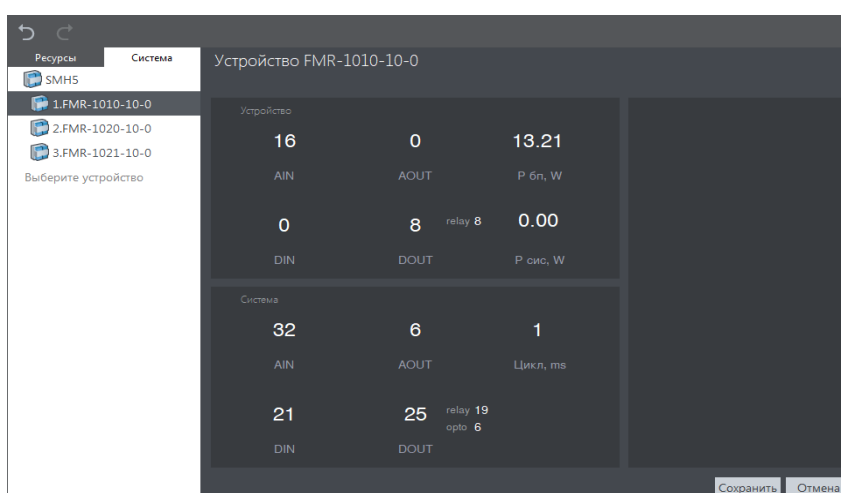 Ресурсы Система
Устройство FMR-1010-10-0
SMH5
1.FMR-1010-10-0
2.FMR-1020-10-0
3.FMR-1021-10-0
Выберите устройство
Устройство
16 0 13.21
AIN AOUT P бп, W
0 8 relay 8 0.00
DIN DOUT P сис, W
Система
32 6 1
AIN AOUT Цикл, ms
21 25 relay 19
opto 6
DIN DOUT
Сохранить Отмена